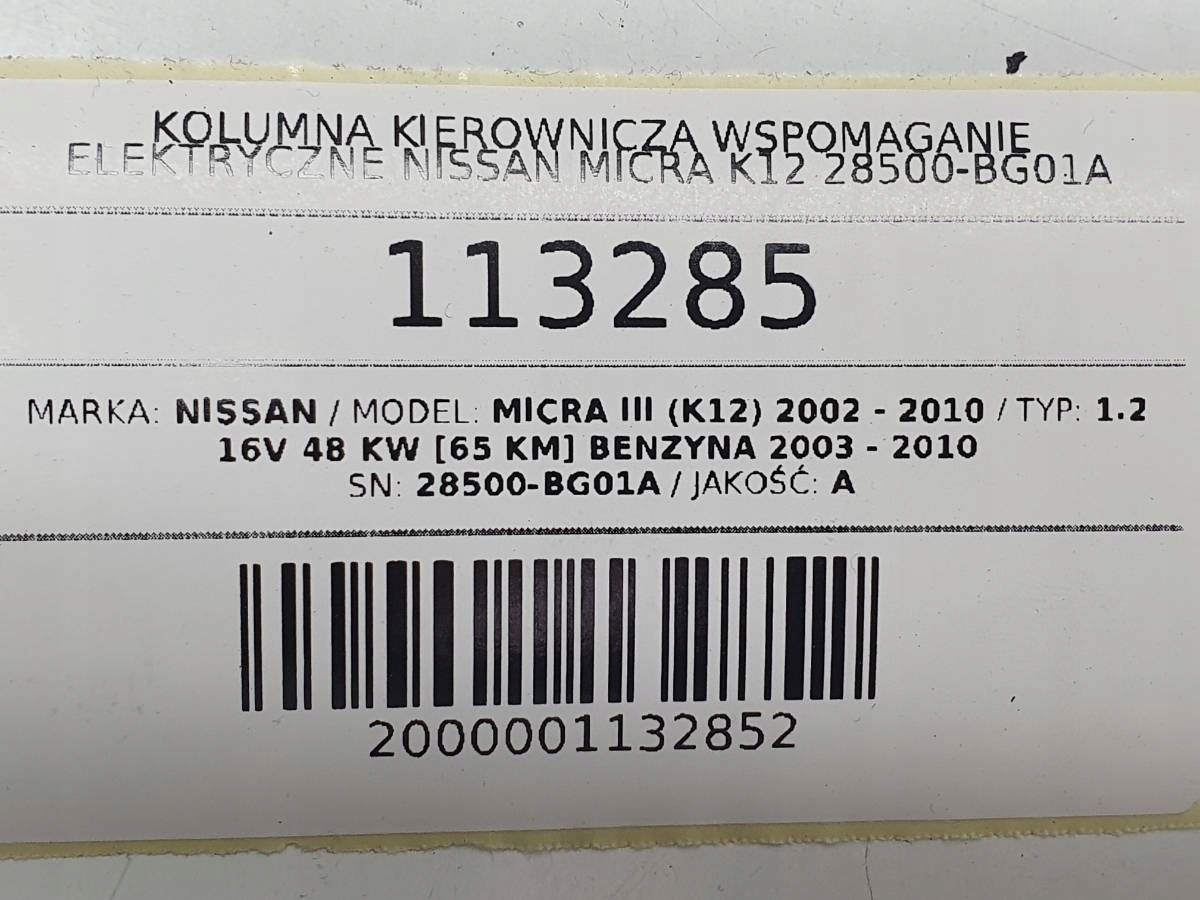 KOLUMNA KIEROWNICZA WSPOMAGANIE
ELEKTRYCZNE NISSAN MICRA K12 28500-BG01A
113285
MARKA: NISSAN / MODEL: MICRA III (K12) 2002 - 2010 / TYP: 1.2
16V 48 KW [65 KM] BENZYNA 2003 - 2010
SN: 28500-BG01A / JAKOŚĆ: A
2000001132852